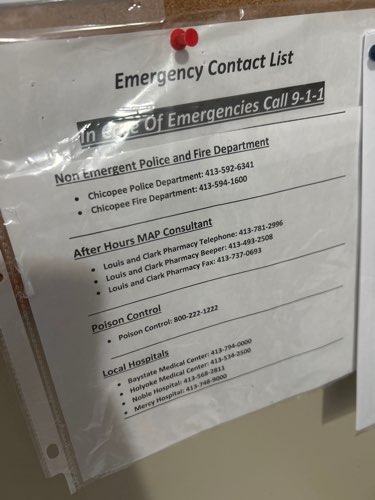 Emergency Contact List
In case Of Emergencies Call 9-1-1
Non Emergent Police and Fire Department
• Chicopee Police Department: 413-592-6341
• Chicopee Fire Department: 413-594-1600
After Hours MAP Consultant
• Louis and Clark Pharmacy Telephone: 413-781-2996
• Louis and Clark Pharmacy Beeper: 413-493-2508
• Louis and Clark Pharmacy Fax: 413-737-0693
Poison Control
• Poison Control: 800-222-1222
Local Hospitals
• Baystate Medical Center: 413-794-0000
• Holyoke Medical Center: 413-534-2500
• Noble Hospital: 413-568-2811
• Mercy Hospital: 413-748-9000